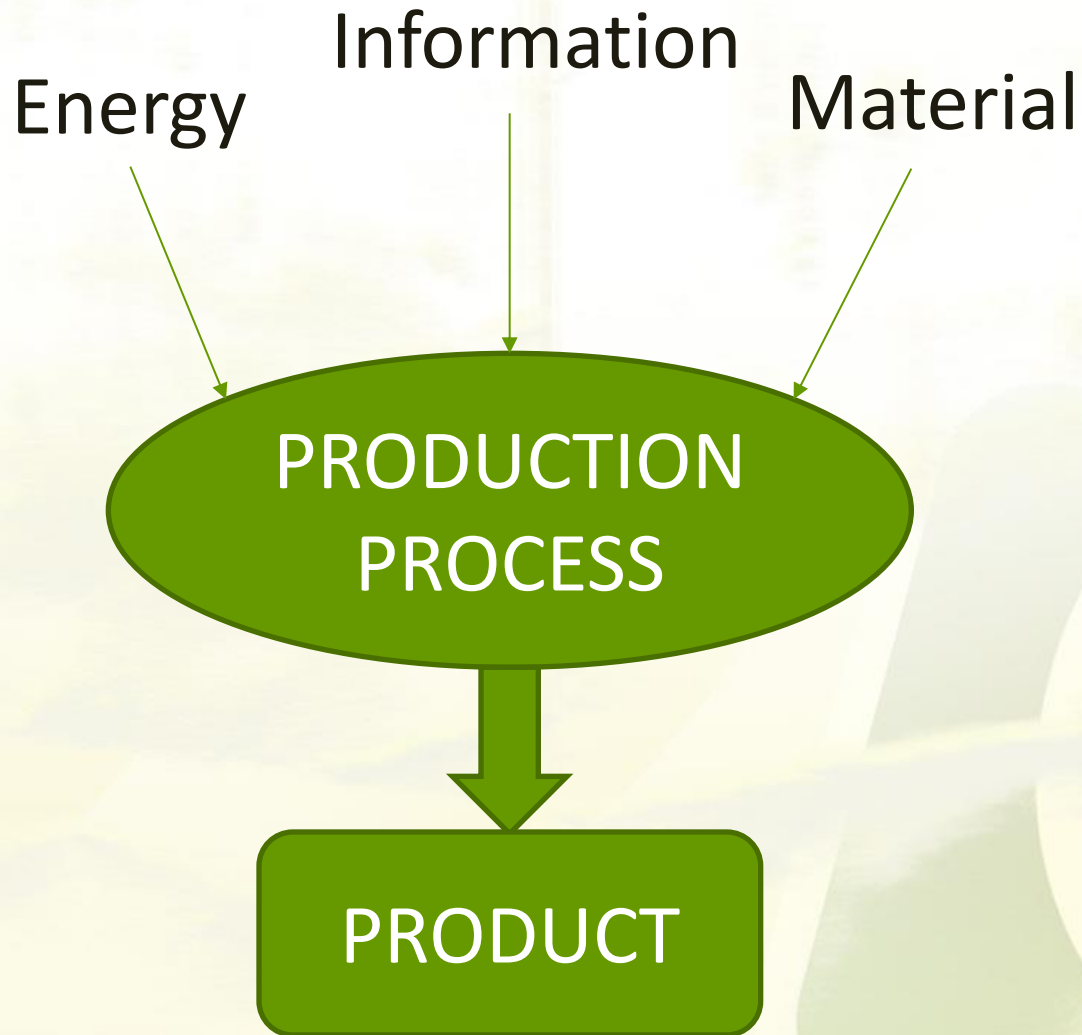 Information
Energy
Material
PRODUCTION
PROCESS
PRODUCT